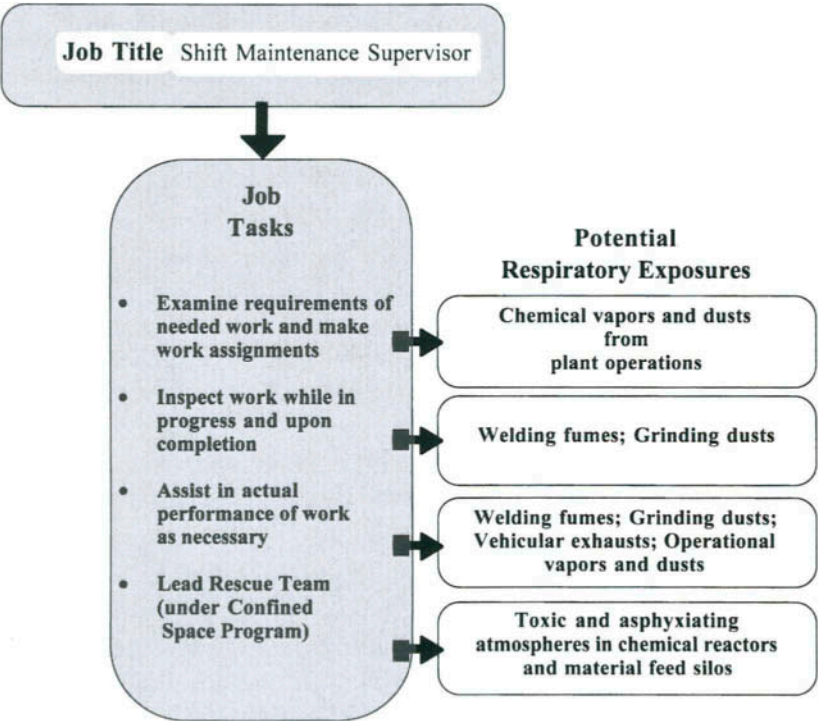 Job Title Shift Maintenance Supervisor
Job
Tasks
• Examine requirements of
needed work and make
work assignments
• Inspect work while in
progress and upon
completion
• Assist in actual
performance of work
as necessary
• Lead Rescue Team
(under Confined
Space Program)
Potential
Respiratory Exposures
Chemical vapors and dusts
from
plant operations
Welding fumes; Grinding dusts
Welding fumes; Grinding dusts;
Vehicular exhausts; Operational
vapors and dusts
Toxic and asphyxiating
atmospheres in chemical reactors
and material feed silos